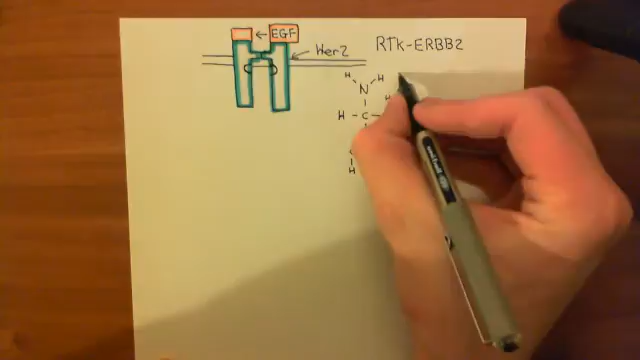 EGF
Her2
RTK-ERBB2
H H
N
H
H - C -
H